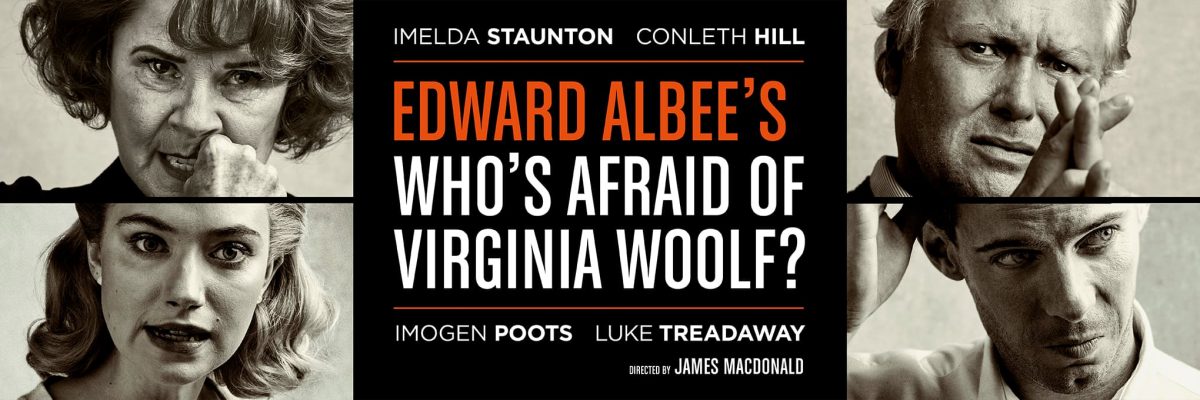 IMELDA STAUNTON CONLETH HILL
EDWARD ALBEE'S
WHO'S AFRAID OF
VIRGINIA WOOLF?
IMOGEN POOTS LUKE TREADAWAY
DIRECTED BY JAMES MACDONALD